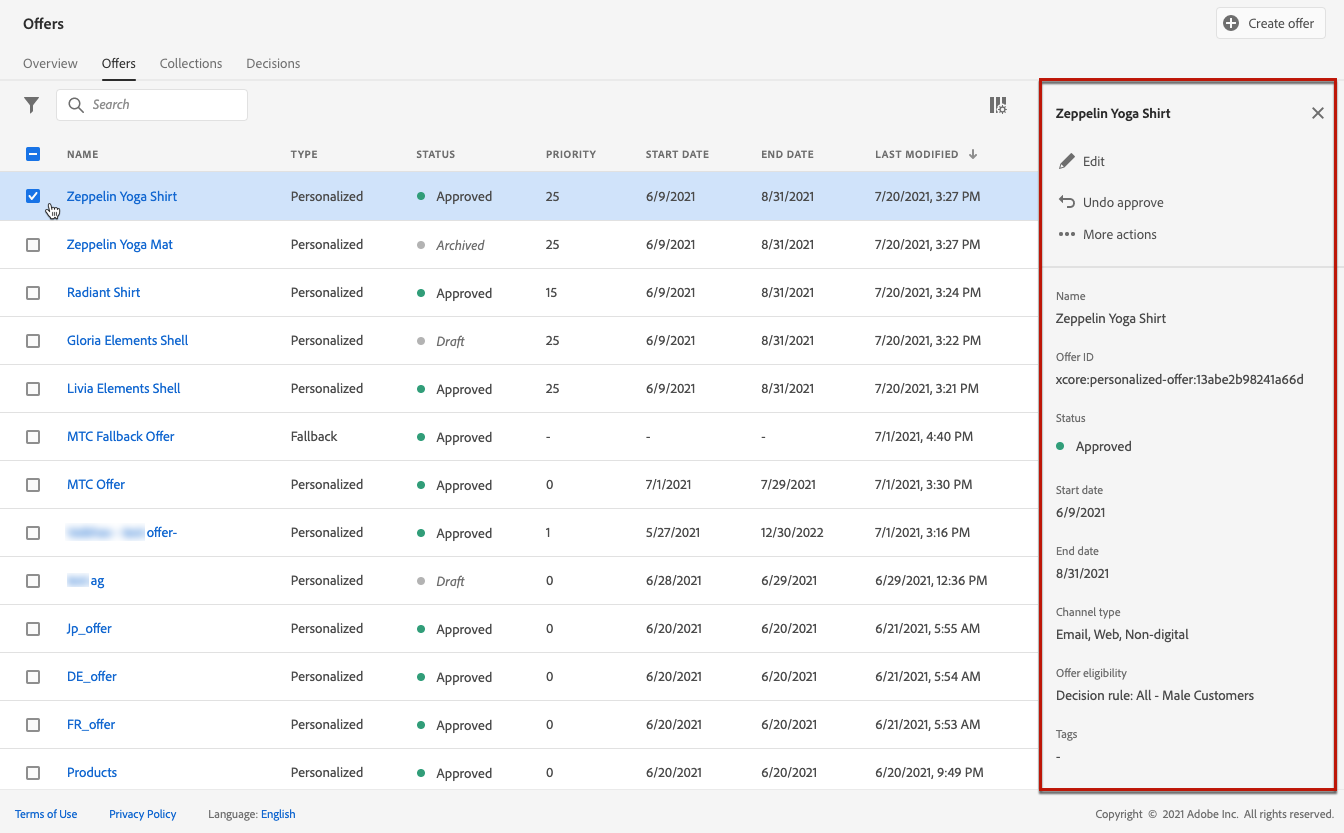 Offers
Create offer
Overview Offers Collections Decisions
Search
NAME TYPE STATUS PRIORITY START DATE END DATE LAST MODIFIED
Zeppelin Yoga Shirt Personalized Approved 25 6/9/2021 8/31/2021 7/20/2021, 3:27 PM
Zeppelin Yoga Mat Personalized Archived 25 6/9/2021 8/31/2021 7/20/2021, 3:27 PM
Radiant Shirt Personalized Approved 15 6/9/2021 8/31/2021 7/20/2021, 3:24 PM
Gloria Elements Shell Personalized Draft 25 6/9/2021 8/31/2021 7/20/2021, 3:22 PM
Livia Elements Shell Personalized Approved 25 6/9/2021 8/31/2021 7/20/2021, 3:21 PM
MTC Fallback Offer Fallback Approved - - - 7/1/2021, 4:40 PM
MTC Offer Personalized Approved 0 7/1/2021 7/29/2021 7/1/2021, 3:30 PM
offer- Personalized Approved 1 5/27/2021 12/30/2022 7/1/2021, 3:16 PM
ag Personalized Draft 0 6/28/2021 6/29/2021 6/29/2021, 12:36 PM
Jp_offer Personalized Approved 0 6/20/2021 6/20/2021 6/21/2021, 5:55 AM
DE_offer Personalized Approved 0 6/20/2021 6/20/2021 6/21/2021, 5:54 AM
FR_offer Personalized Approved 0 6/20/2021 6/20/2021 6/21/2021, 5:53 AM
Products Personalized Approved 0 6/20/2021 6/20/2021 6/20/2021, 9:49 PM
Zeppelin Yoga Shirt
Edit
Undo approve
More actions
Name
Zeppelin Yoga Shirt
Offer ID
xcore:personalized-offer:13abe2b98241a66d
Status
Approved
Start date
6/9/2021
End date
8/31/2021
Channel type
Email, Web, Non-digital
Offer eligibility
Decision rule: All - Male Customers
Tags
-
Terms of Use Privacy Policy Language: English Copyright © 2021 Adobe Inc. All rights reserved.